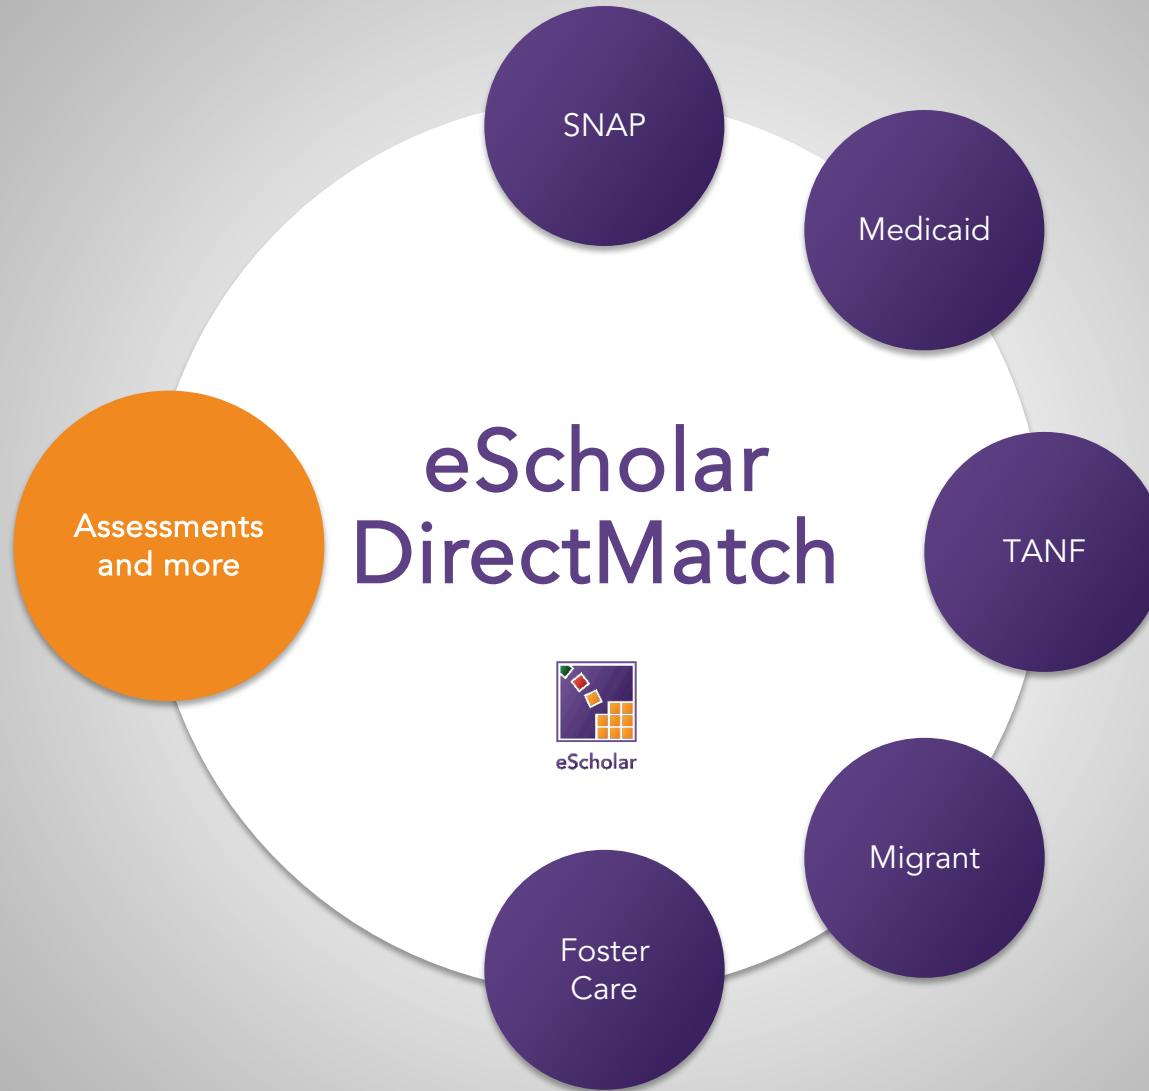 SNAP
Medicaid
eScholar
DirectMatch
Assessments
and more
TANF
eScholar
Migrant
Foster
Care